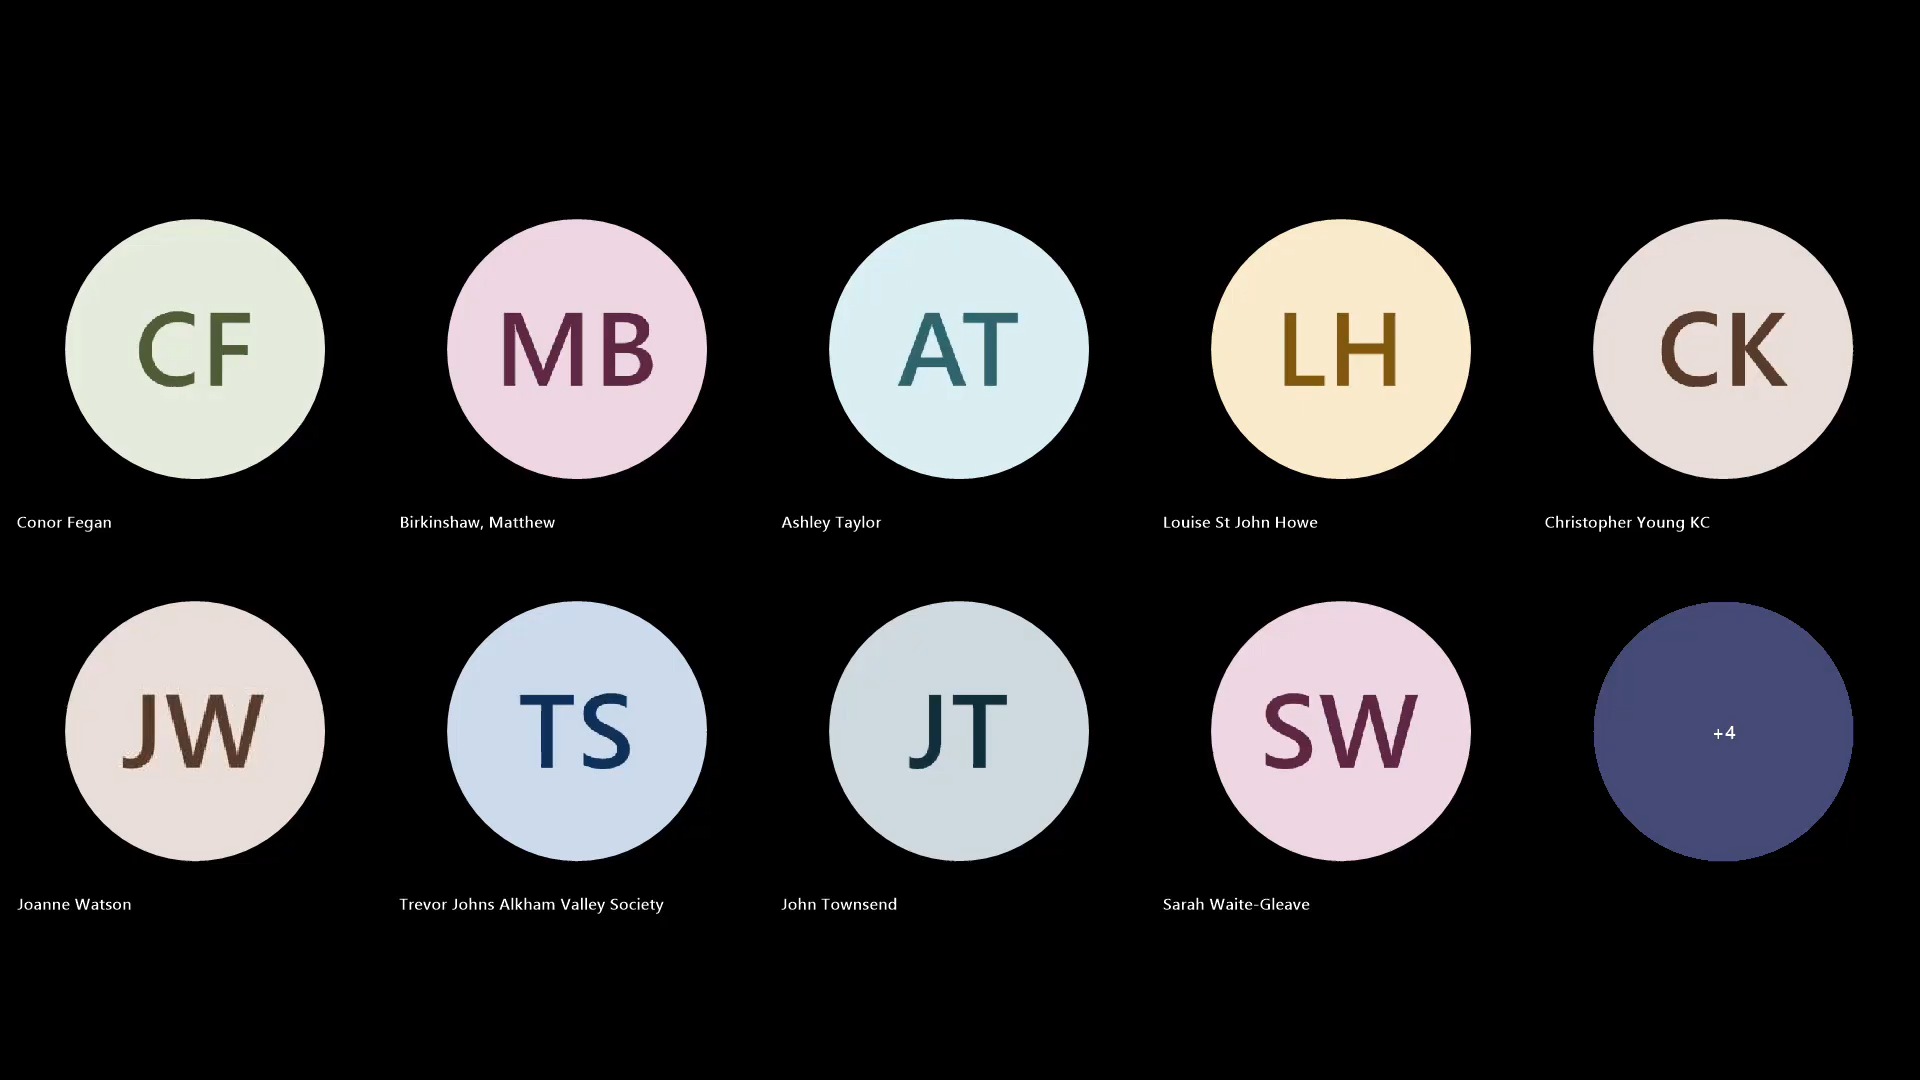 CF
MB
AT
LH
CK
Conor Fegan
Birkinshaw, Matthew
Ashley Taylor
Louise St John Howe
Christopher Young KC
JW
TS
JT
SW
+4
Joanne Watson
Trevor Johns Alkham Valley Society
John Townsend
Sarah Waite-Gleave